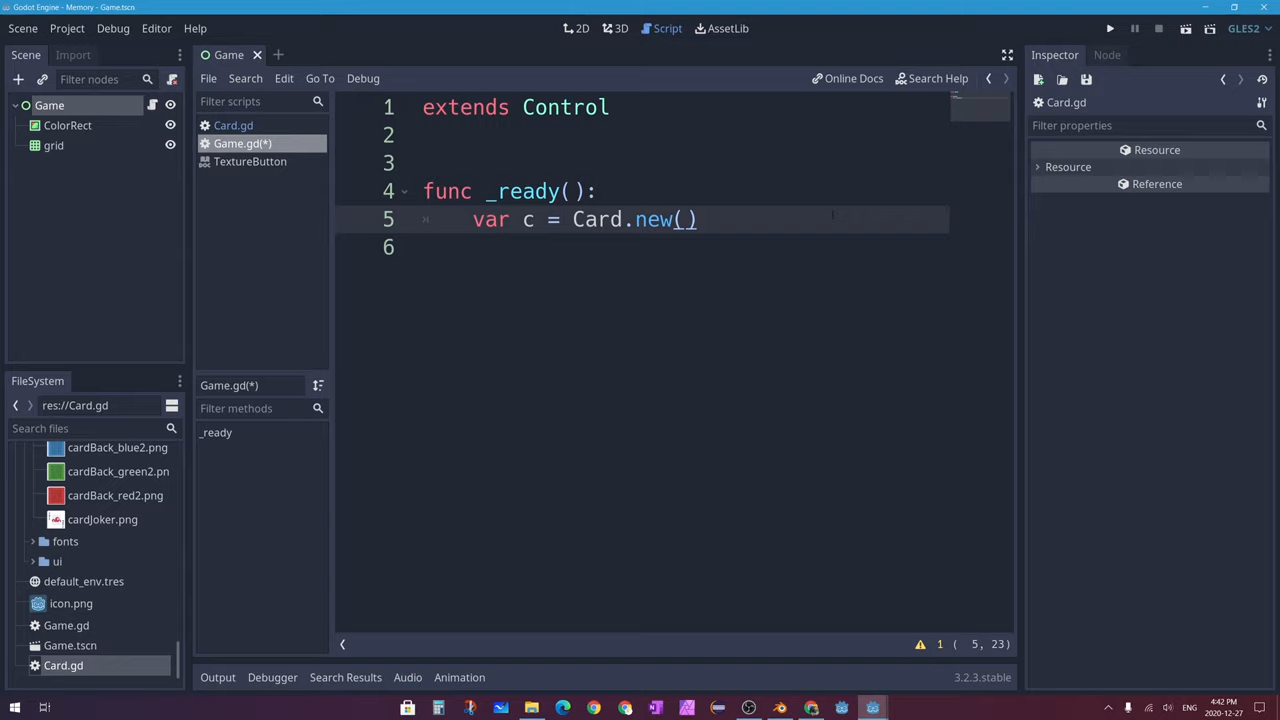 Godot Engine - Memory - Game.tscn
Scene Project Debug Editor Help
2D 3D Script AssetLib
GLES2
Scene Import
Filter nodes
Game
ColorRect
grid
FileSystem
res://Card.gd
Search files
cardBack_blue2.png
cardBack_green2.pn
cardBack_red2.png
cardJoker.png
fonts
ui
default_env.tres
icon.png
Game.gd
Game.tscn
Card.gd
Game
File Search Edit Go To Debug
Online Docs Search Help
Filter scripts
Card.gd
Game.gd(*)
TextureButton
Game.gd(*)
Filter methods
_ready
1 extends Control
2
3
4 func _ready():
5 var c = Card.new()
6
1 ( 5, 23)
Output Debugger Search Results Audio Animation
3.2.3.stable
Inspector Node
Card.gd
Filter properties
Resource
Resource
Reference
ENG
4:42 PM
2020-12-27